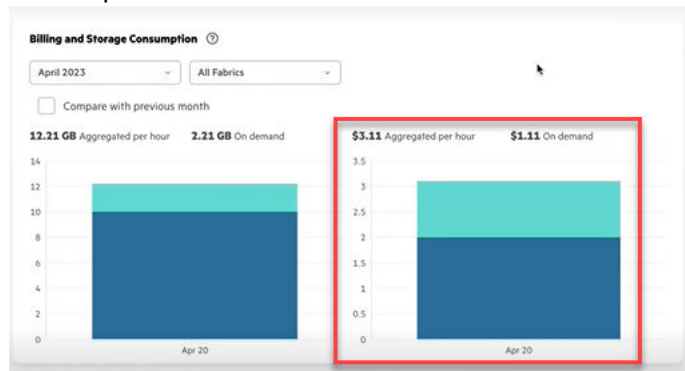 Billing and Storage Consumption ?
April 2023
All Fabrics
Compare with previous month
12.21 GB Aggregated per hour 2.21 GB On demand
$3.11 Aggregated per hour $1.11 On demand
14
12
10
8
6
4
2
0
Apr 20
3.5
3
2.5
2
1.5
1
0.5
0
Apr 20